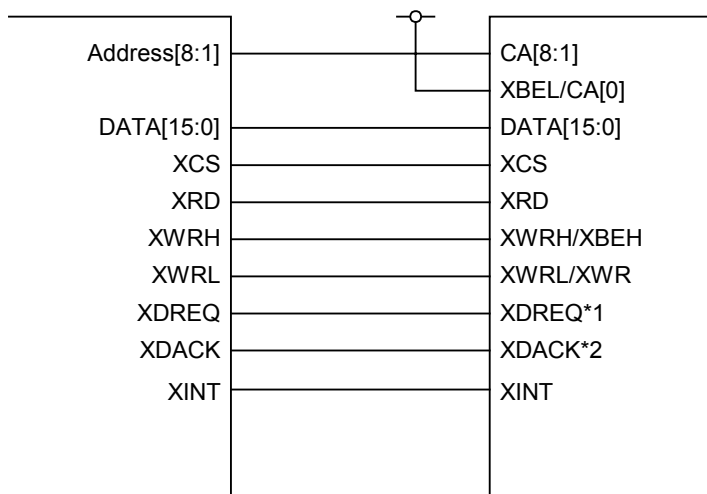 Address[8:1] CA[8:1]
XBEL/CA[0]
DATA[15:0] DATA[15:0]
XCS XCS
XRD XRD
XWRH XWRH/XBEH
XWRL XWRL/XWR
XDREQ XDREQ*1
XDACK XDACK*2
XINT XINT